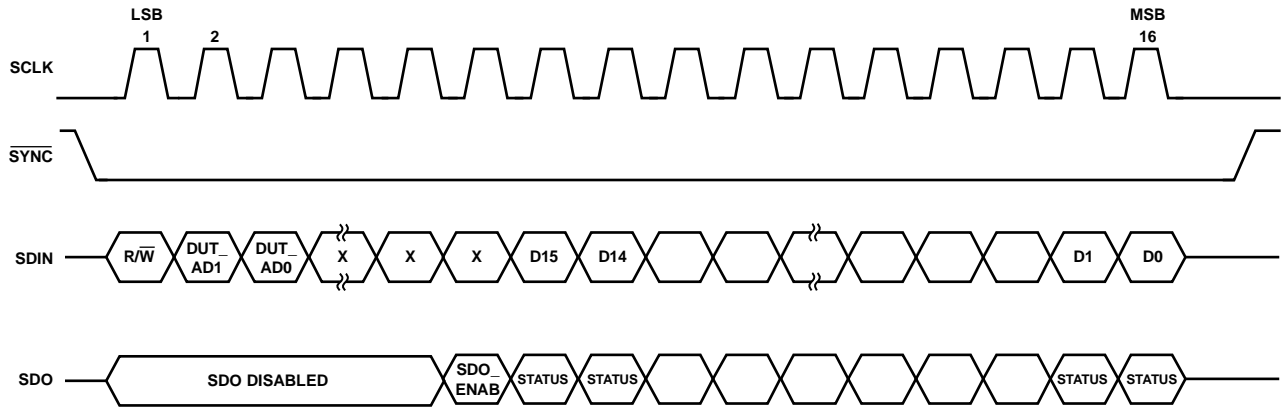 LSB MSB
1 2 16
SCLK
SYNC
SDIN R/W DUT_ DUT_ X X X D15 D14 D1 D0
AD1 AD0
SDO SDO DISABLED SDO_ STATUS STATUS STATUS STATUS
ENAB